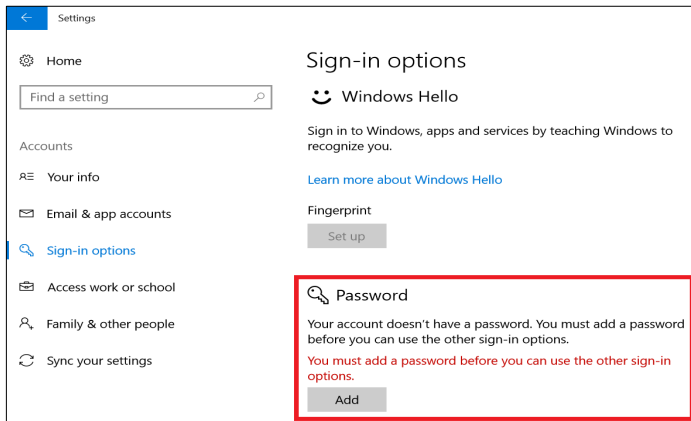 Settings
Home
Find a setting
Accounts
Your info
Email & app accounts
Sign-in options
Access work or school
Family & other people
Sync your settings
Sign-in options
Windows Hello
Sign in to Windows, apps and services by teaching Windows to
recognize you.
Learn more about Windows Hello
Fingerprint
Set up
Password
Your account doesn't have a password. You must add a password
before you can use the other sign-in options.
You must add a password before you can use the other sign-in
options.
Add